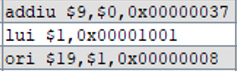 addiu $9,$0,0x00000037
lui $1,0x00001001
ori $19,$1,0x00000008